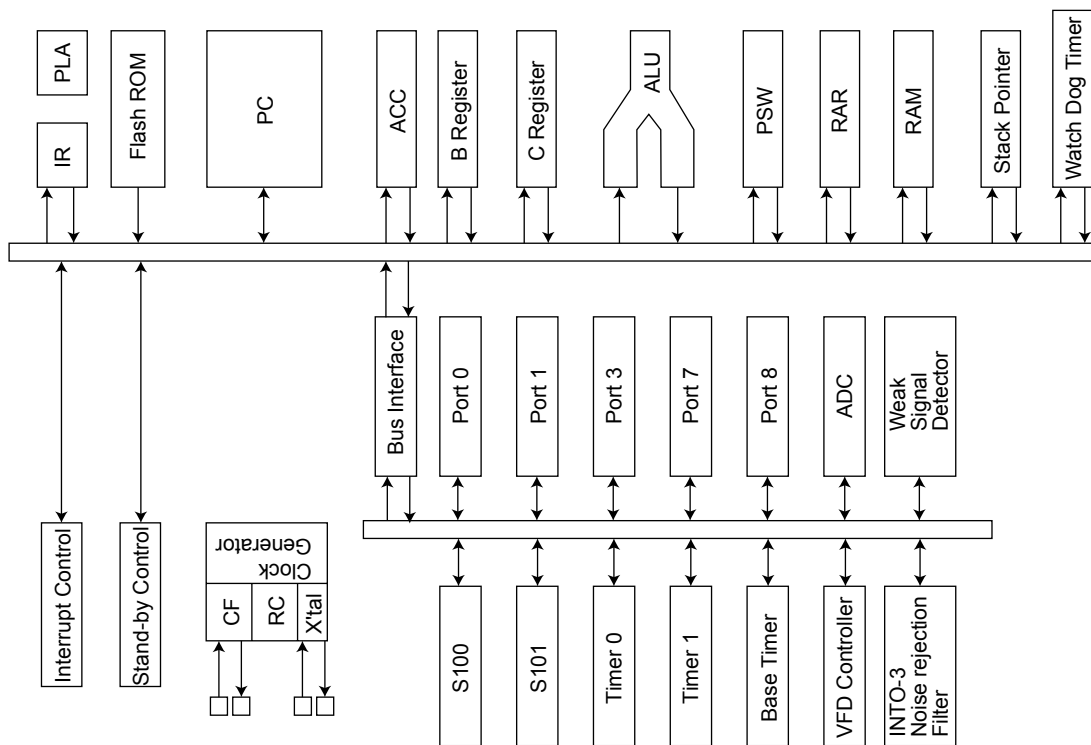 PLA
IR
Flash ROM
PC
ACC
B Register
C Register
ALU
PSW
RAR
RAM
Stack Pointer
Watch Dog Timer
Bus Interface
Port 0
Port 1
Port 3
Port 7
Port 8
ADC
Weak
Signal
Detector
Interrupt Control
Stand-by Control
Clock
Generator
CF
RC
X'tal
S100
S101
Timer 0
Timer 1
Base Timer
VFD Controller
INTO-3
Noise rejection
Filter